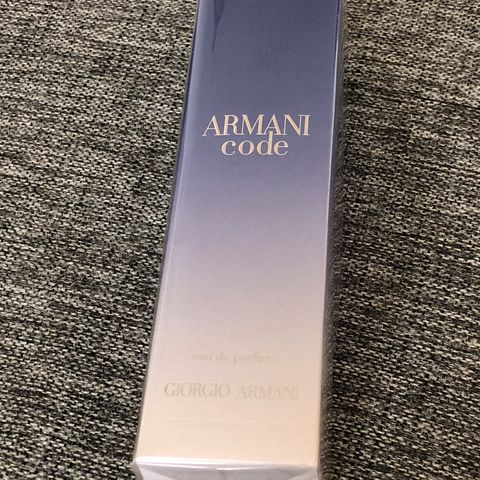 ARMANI
code
eau de parfum
GIORGIO ARMANI